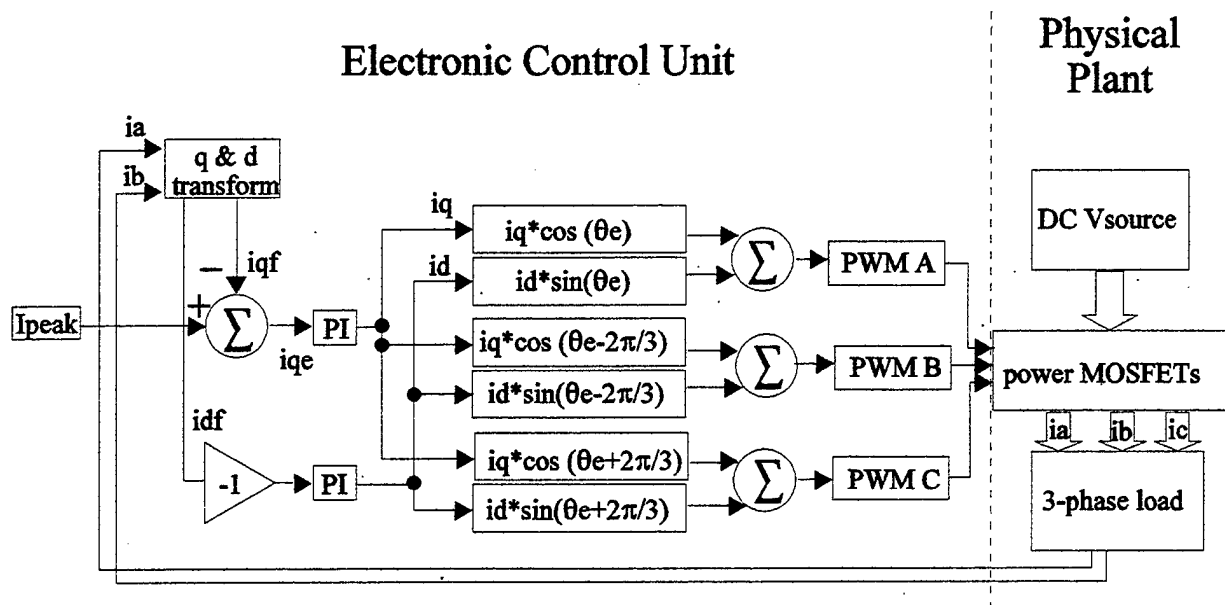 Electronic Control Unit
Physical
Plant
ia
ib
q & d
transform
iqf
−
+
Ipeak
Σ
iqe
PI
idf
-1
PI
iq
id
iq*cos (θe)
id*sin(θe)
Σ
PWM A
iq*cos (θe-2π/3)
id*sin(θe-2π/3)
Σ
PWM B
iq*cos (θe+2π/3)
id*sin(θe+2π/3)
Σ
PWM C
DC Vsource
power MOSFETs
ia ib ic
3-phase load